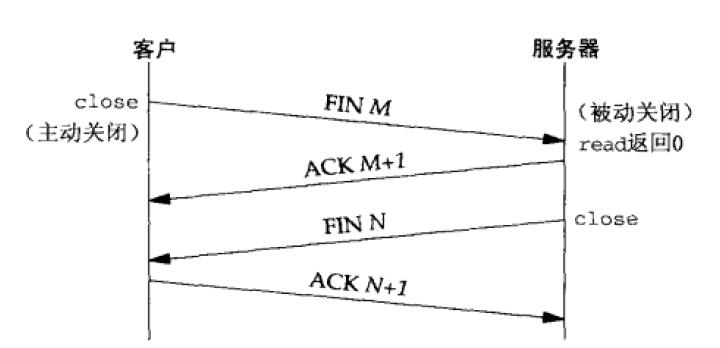 客户
服务器
close
（主动关闭）
FIN M
（被动关闭）
read返回0
ACK M+1
FIN N
close
ACK N+1